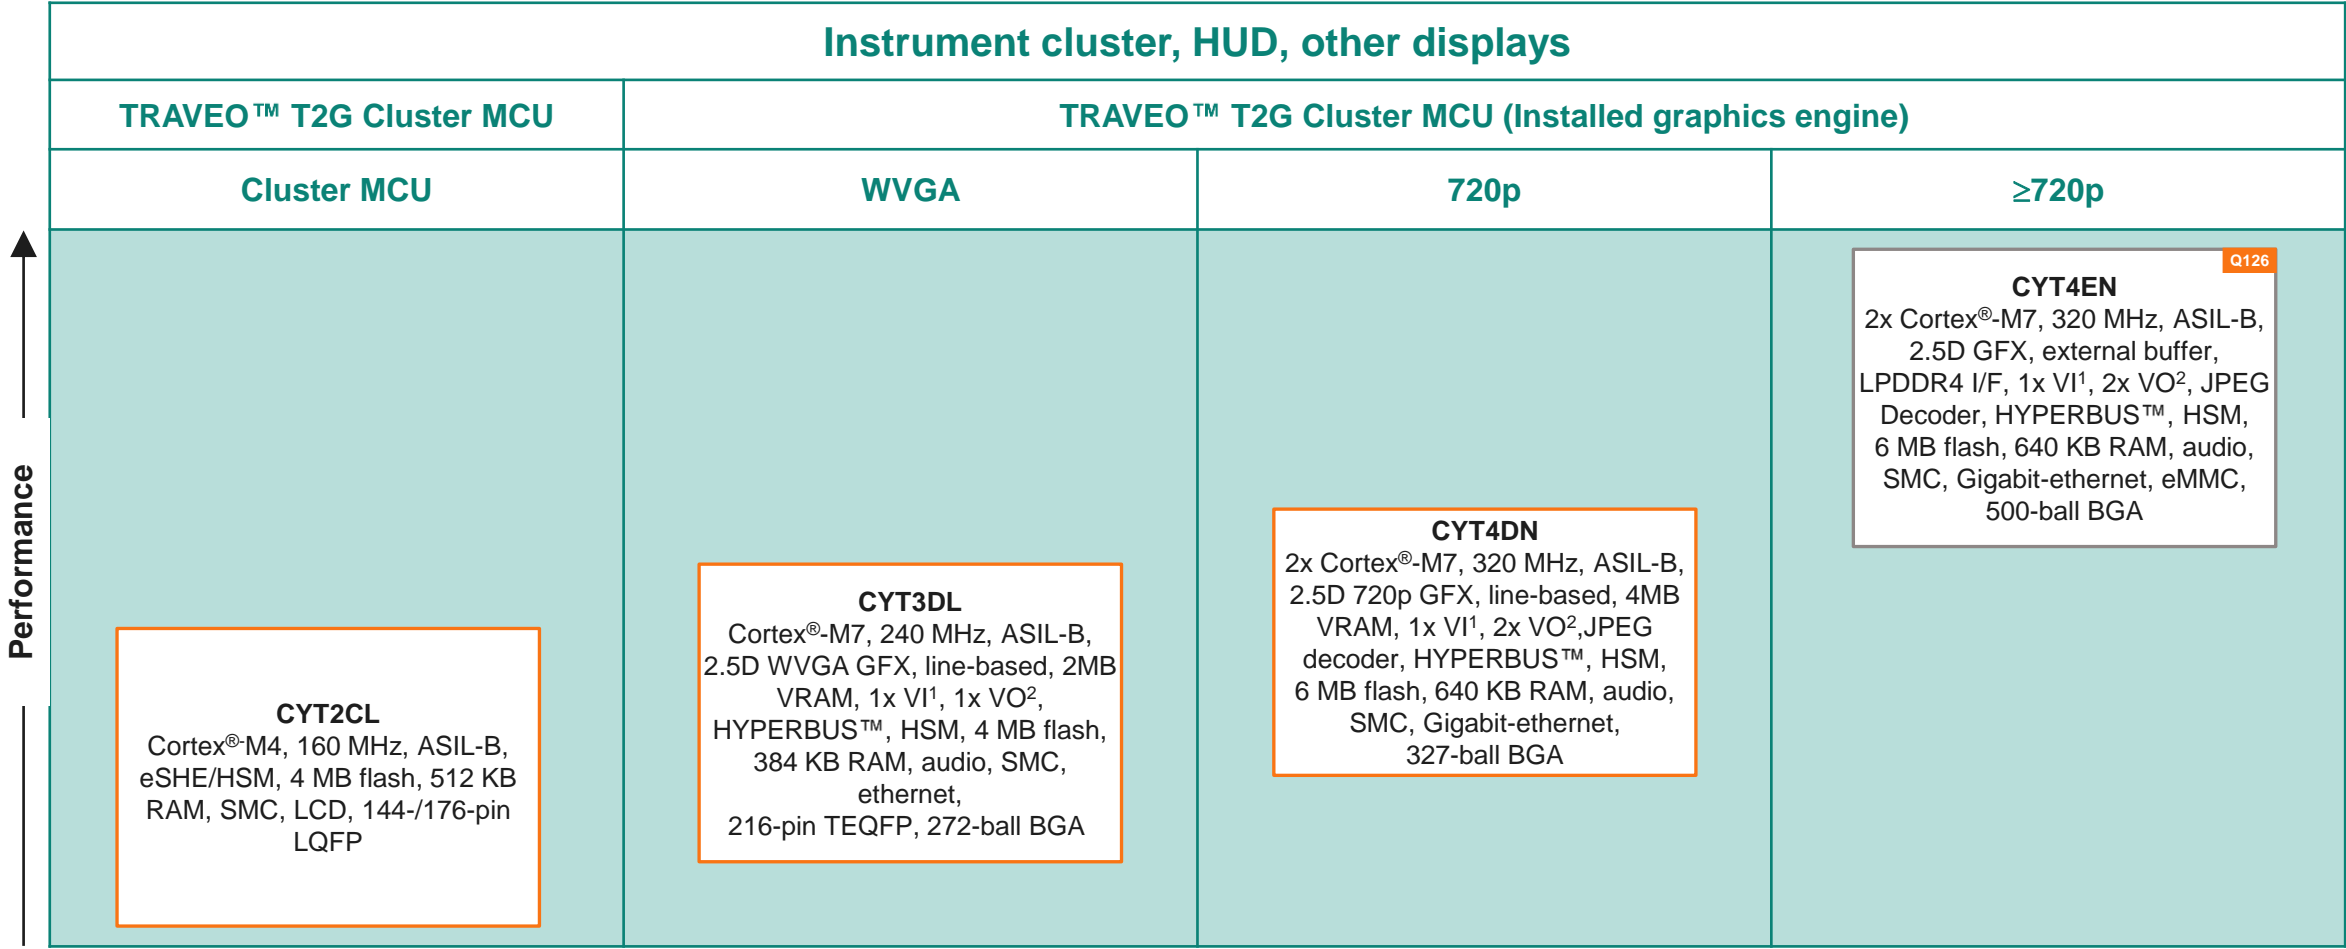 Instrument cluster, HUD, other displays
TRAVEO™ T2G Cluster MCU
TRAVEO™ T2G Cluster MCU (Installed graphics engine)
Cluster MCU
WVGA
720p
≥720p
Performance
CYT2CL
Cortex®-M4, 160 MHz, ASIL-B,
eSHE/HSM, 4 MB flash, 512 KB
RAM, SMC, LCD, 144-/176-pin
LQFP
CYT3DL
Cortex®-M7, 240 MHz, ASIL-B,
2.5D WVGA GFX, line-based, 2MB
VRAM, 1x VI¹, 1x VO²,
HYPERBUS™, HSM, 4 MB flash,
384 KB RAM, audio, SMC,
ethernet,
216-pin TEQFP, 272-ball BGA
CYT4DN
2x Cortex®-M7, 320 MHz, ASIL-B,
2.5D 720p GFX, line-based, 4MB
VRAM, 1x VI¹, 2x VO²,JPEG
decoder, HYPERBUS™, HSM,
6 MB flash, 640 KB RAM, audio,
SMC, Gigabit-ethernet,
327-ball BGA
Q126
CYT4EN
2x Cortex®-M7, 320 MHz, ASIL-B,
2.5D GFX, external buffer,
LPDDR4 I/F, 1x VI¹, 2x VO², JPEG
Decoder, HYPERBUS™, HSM,
6 MB flash, 640 KB RAM, audio,
SMC, Gigabit-ethernet, eMMC,
500-ball BGA